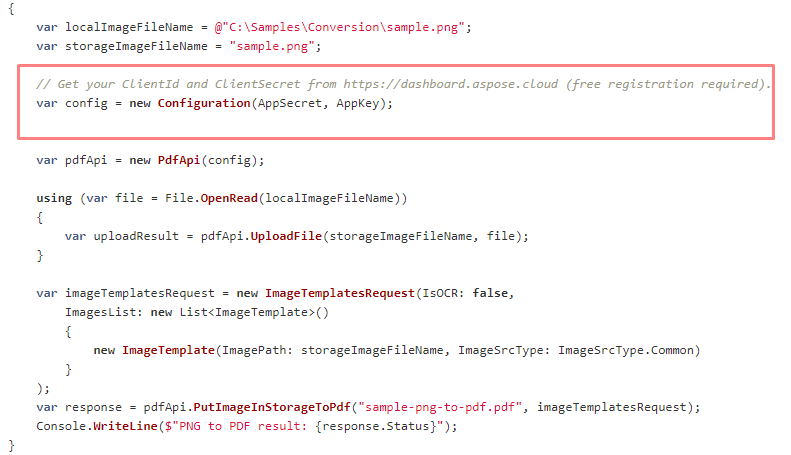 {
var localImageFileName = @"C:\Samples\Conversion\sample.png";
var storageImageFileName = "sample.png";
// Get your ClientId and ClientSecret from https://dashboard.aspose.cloud (free registration required).
var config = new Configuration(AppSecret, AppKey);
var pdfApi = new PdfApi(config);
using (var file = File.OpenRead(localImageFileName))
{
var uploadResult = pdfApi.UploadFile(storageImageFileName, file);
}
var imageTemplatesRequest = new ImageTemplatesRequest(IsOCR: false,
ImagesList: new List<ImageTemplate>()
{
new ImageTemplate(ImagePath: storageImageFileName, ImageSrcType: ImageSrcType.Common)
}
);
var response = pdfApi.PutImageInStorageToPdf("sample-png-to-pdf.pdf", imageTemplatesRequest);
Console.WriteLine($"PNG to PDF result: {response.Status}");
}